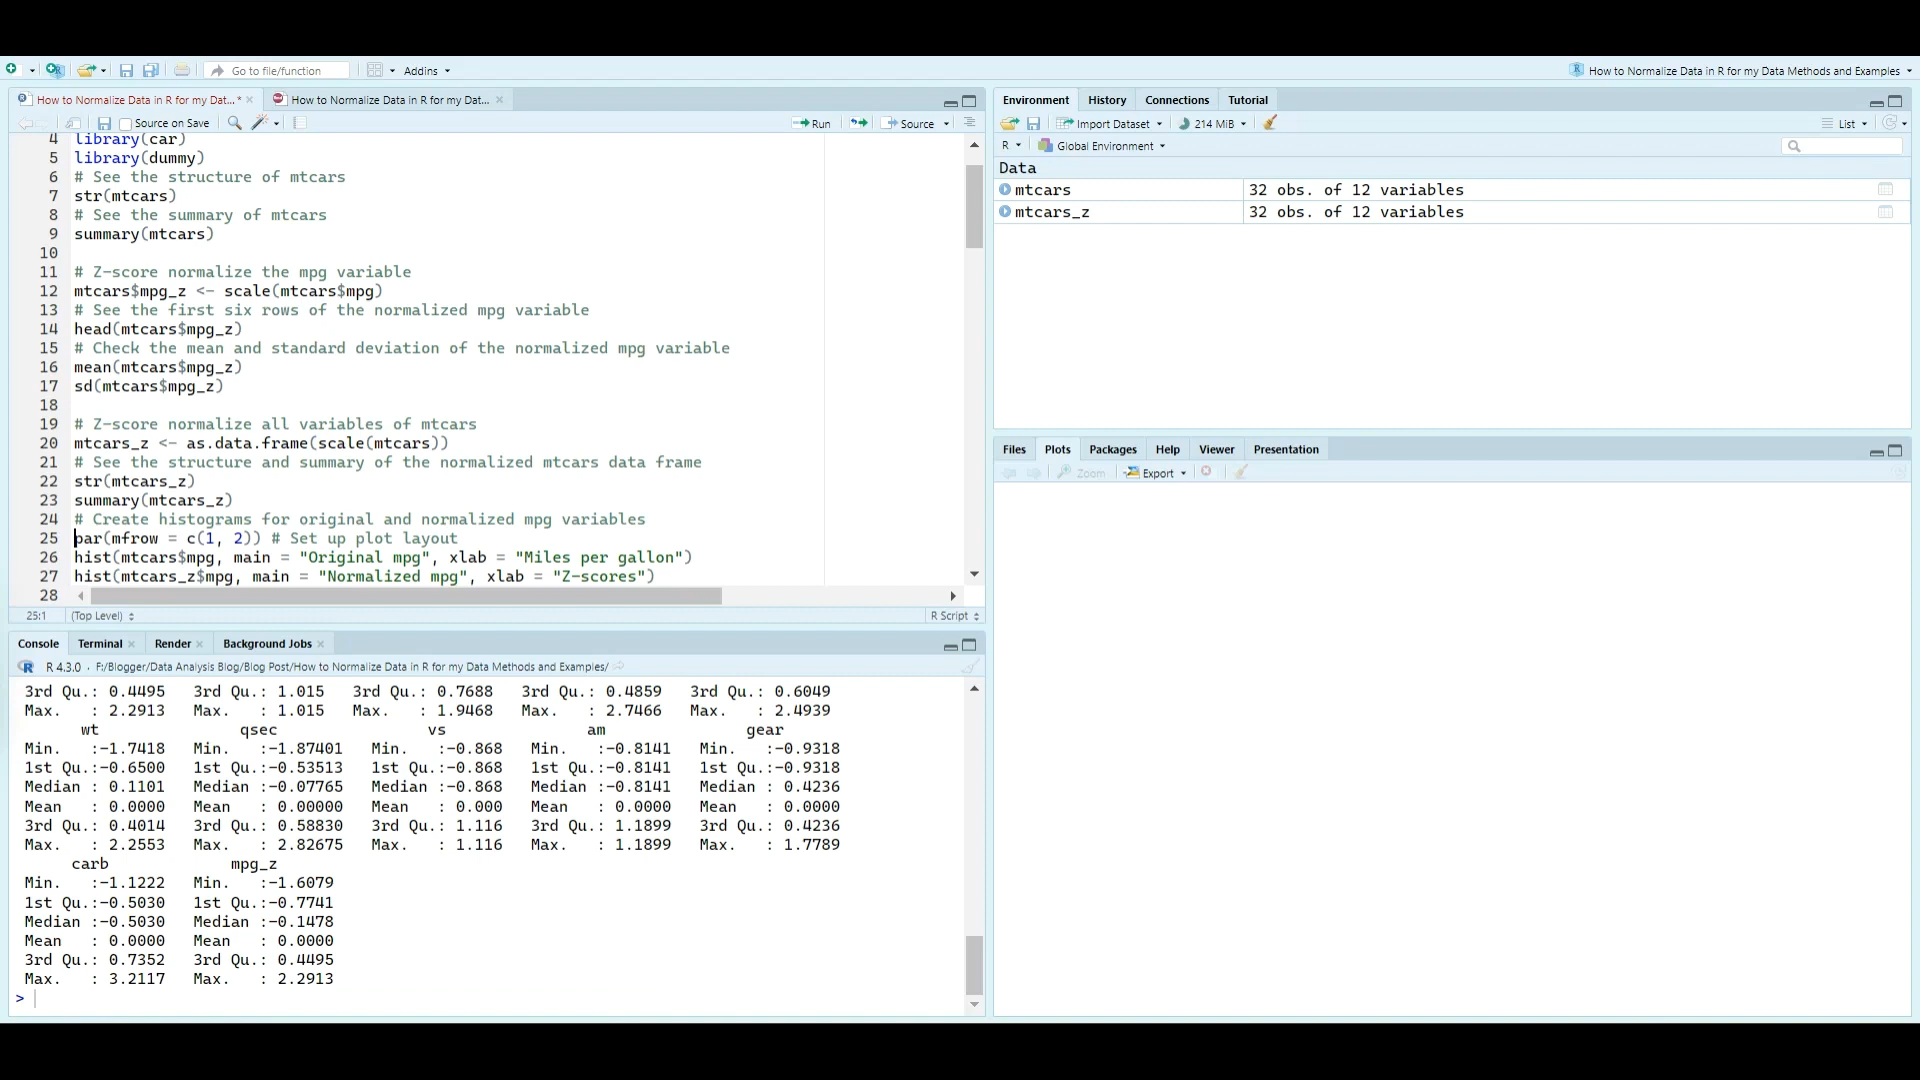 Go to file/function
Addins
How to Normalize Data in R for my Data Methods and Examples
How to Normalize Data in R for my Dat... *
How to Normalize Data in R for my Dat...
Source on Save
Run
Source
4 library(car)
5 library(dummy)
6 # See the structure of mtcars
7 str(mtcars)
8 # See the summary of mtcars
9 summary(mtcars)
10
11 # Z-score normalize the mpg variable
12 mtcars$mpg_z <- scale(mtcars$mpg)
13 # See the first six rows of the normalized mpg variable
14 head(mtcars$mpg_z)
15 # Check the mean and standard deviation of the normalized mpg variable
16 mean(mtcars$mpg_z)
17 sd(mtcars$mpg_z)
18
19 # Z-score normalize all variables of mtcars
20 mtcars_z <- as.data.frame(scale(mtcars))
21 # See the structure and summary of the normalized mtcars data frame
22 str(mtcars_z)
23 summary(mtcars_z)
24 # Create histograms for original and normalized mpg variables
25 par(mfrow = c(1, 2)) # Set up plot layout
26 hist(mtcars$mpg, main = "Original mpg", xlab = "Miles per gallon")
27 hist(mtcars_z$mpg, main = "Normalized mpg", xlab = "Z-scores")
28
25:1 (Top Level) R Script
Console Terminal Render Background Jobs
R 4.3.0 · F:/Blogger/Data Analysis Blog/Blog Post/How to Normalize Data in R for my Data Methods and Examples/
3rd Qu.: 0.4495 3rd Qu.: 1.015 3rd Qu.: 0.7688 3rd Qu.: 0.4859 3rd Qu.: 0.6049
Max. : 2.2913 Max. : 1.015 Max. : 1.9468 Max. : 2.7466 Max. : 2.4939
wt qsec vs am gear
Min. :-1.7418 Min. :-1.87401 Min. :-0.868 Min. :-0.8141 Min. :-0.9318
1st Qu.:-0.6500 1st Qu.:-0.53513 1st Qu.:-0.868 1st Qu.:-0.8141 1st Qu.:-0.9318
Median : 0.1101 Median :-0.07765 Median :-0.868 Median :-0.8141 Median : 0.4236
Mean : 0.0000 Mean : 0.00000 Mean : 0.000 Mean : 0.0000 Mean : 0.0000
3rd Qu.: 0.4014 3rd Qu.: 0.58830 3rd Qu.: 1.116 3rd Qu.: 1.1899 3rd Qu.: 0.4236
Max. : 2.2553 Max. : 2.82675 Max. : 1.116 Max. : 1.1899 Max. : 1.7789
carb mpg_z
Min. :-1.1222 Min. :-1.6079
1st Qu.:-0.5030 1st Qu.:-0.7741
Median :-0.5030 Median :-0.1478
Mean : 0.0000 Mean : 0.0000
3rd Qu.: 0.7352 3rd Qu.: 0.4495
Max. : 3.2117 Max. : 2.2913
>
Environment History Connections Tutorial
Import Dataset 214 MiB List
R Global Environment
Data
mtcars 32 obs. of 12 variables
mtcars_z 32 obs. of 12 variables
Files Plots Packages Help Viewer Presentation
Zoom Export